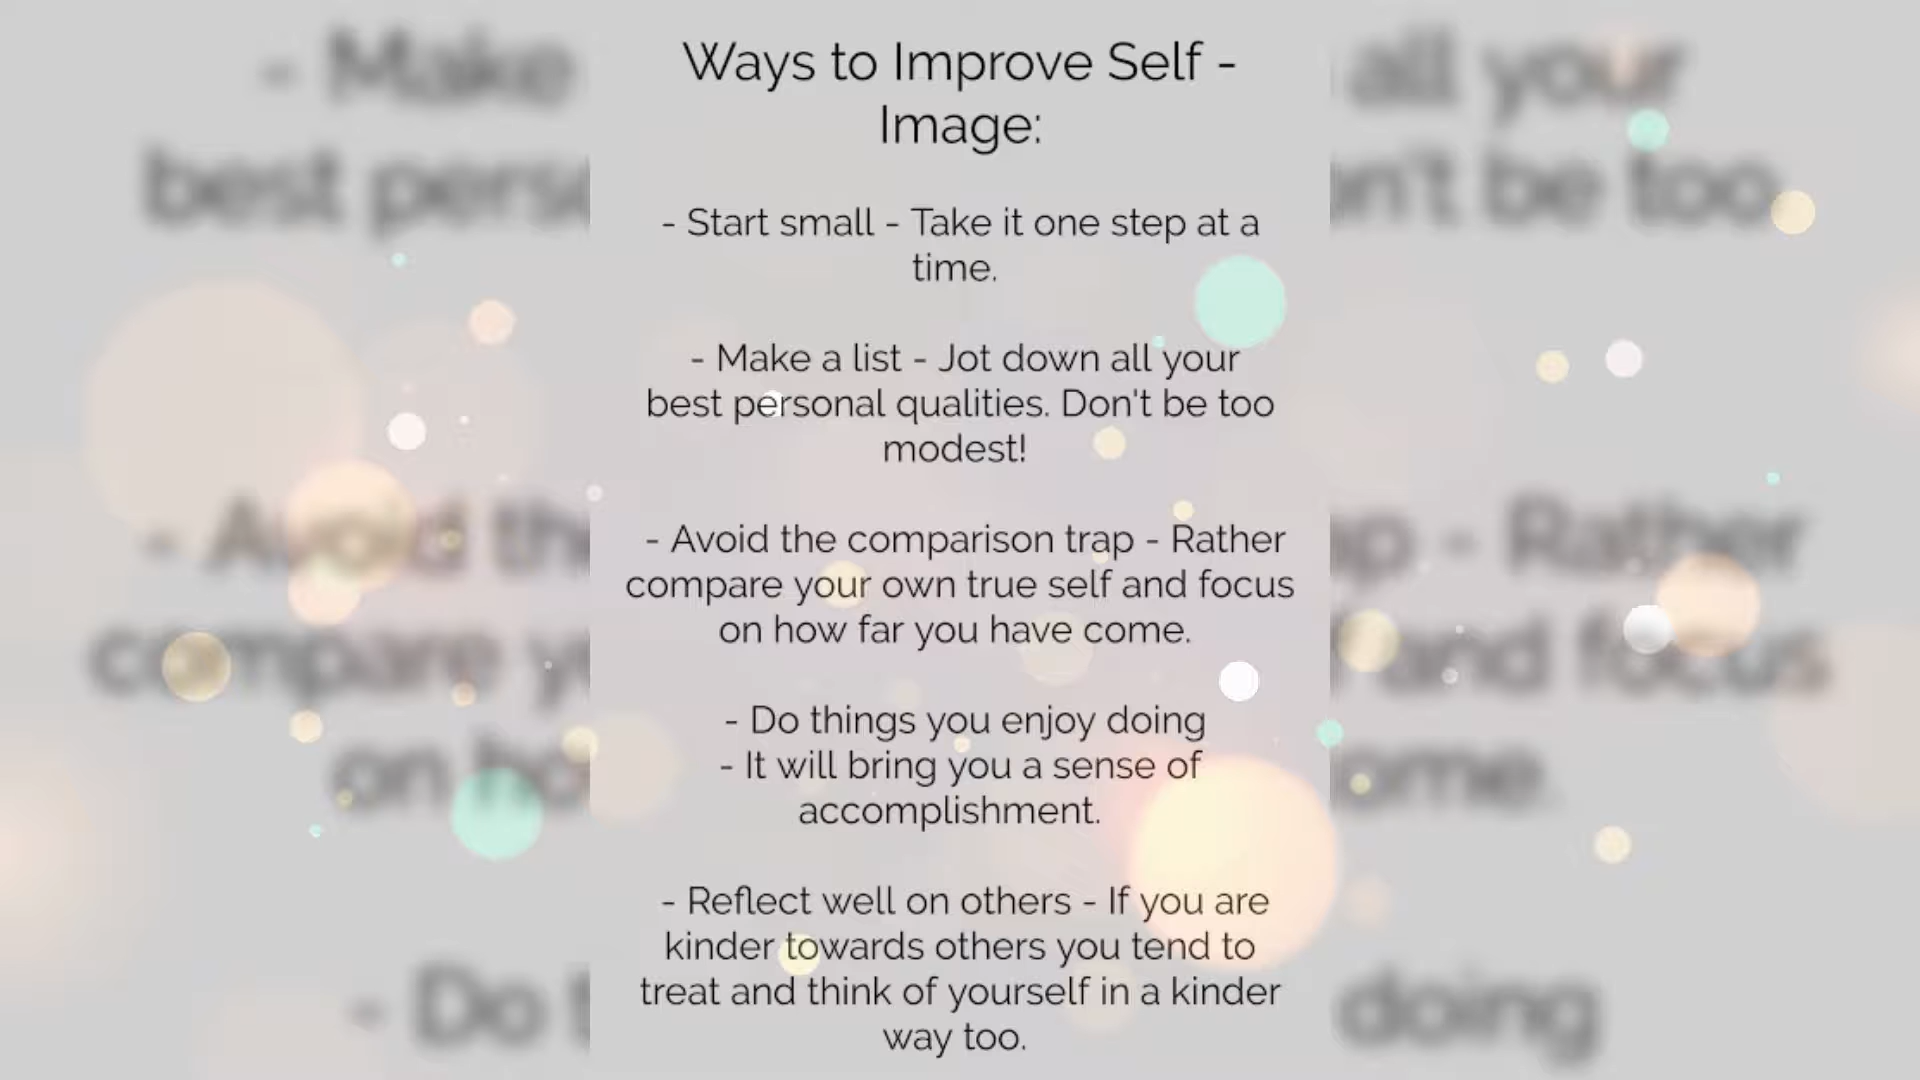 Ways to Improve Self -
Image:
- Start small - Take it one step at a
time.
- Make a list - Jot down all your
best personal qualities. Don't be too
modest!
- Avoid the comparison trap - Rather
compare your own true self and focus
on how far you have come.
- Do things you enjoy doing
- It will bring you a sense of
accomplishment.
- Reflect well on others - If you are
kinder towards others you tend to
treat and think of yourself in a kinder
way too.